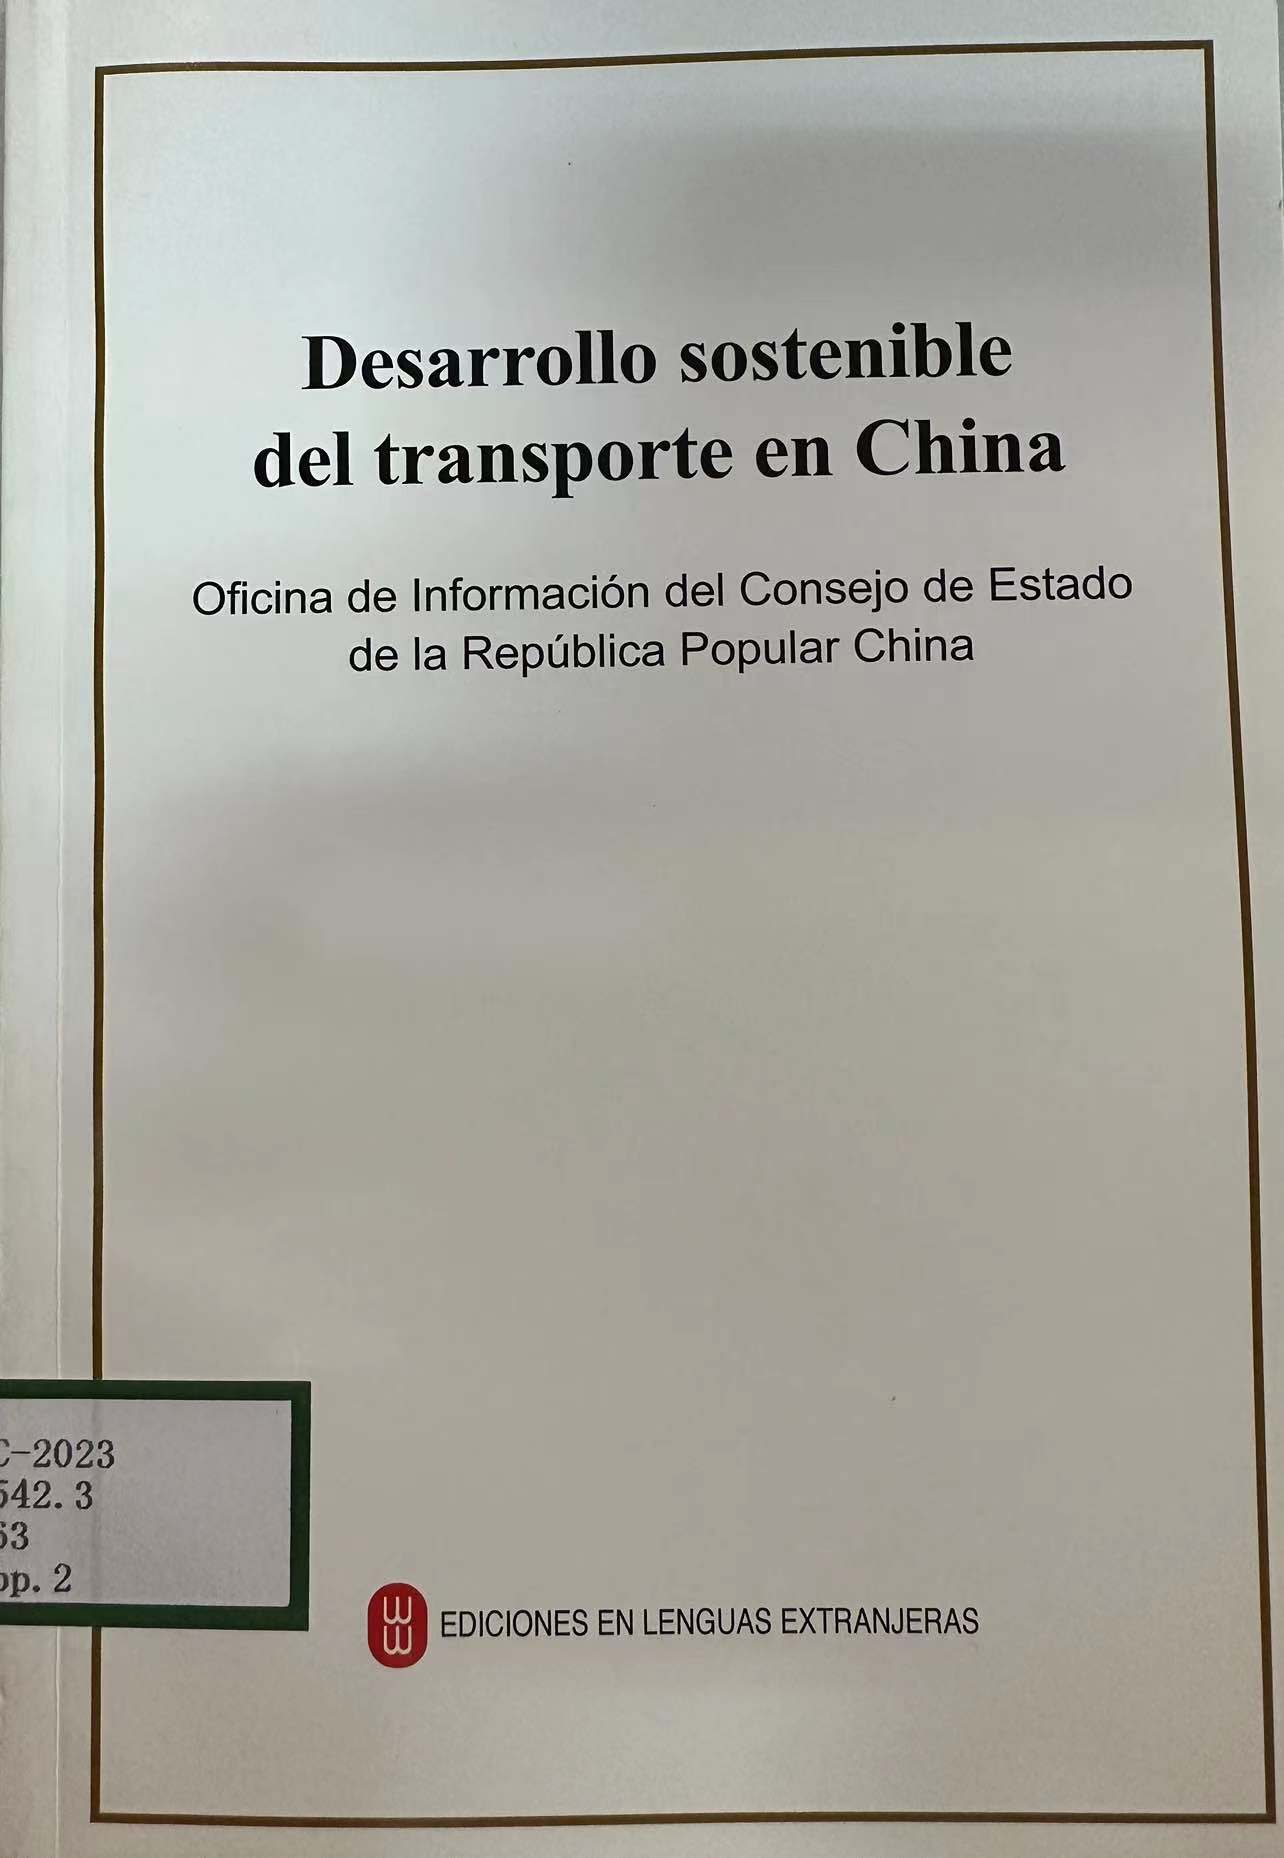 Desarrollo sostenible
del transporte en China
Oficina de Información del Consejo de Estado
de la República Popular China
-2023
542.3
53
pp. 2
EDICIONES EN LENGUAS EXTRANJERAS